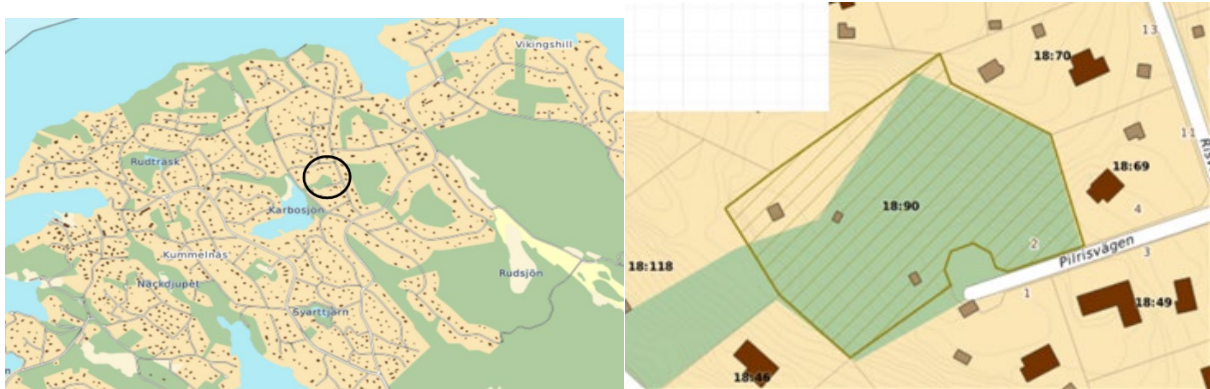 Vikingshill
Rudträsk
Karbosjön
Kummelnäs
Rudsjön
Näckdjupet
Svarttjärn
13
18:70
11
18:69
4
18:90
2
Pilrisvägen
3
18:118
1
18:49
18:46